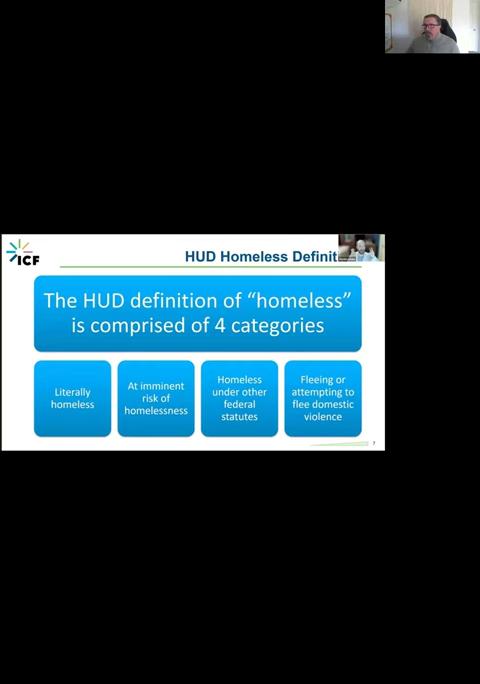 ICF
HUD Homeless Definit
The HUD definition of “homeless”
is comprised of 4 categories
Literally
homeless
At imminent
risk of
homelessness
Homeless
under other
federal
statutes
Fleeing or
attempting to
flee domestic
violence
7